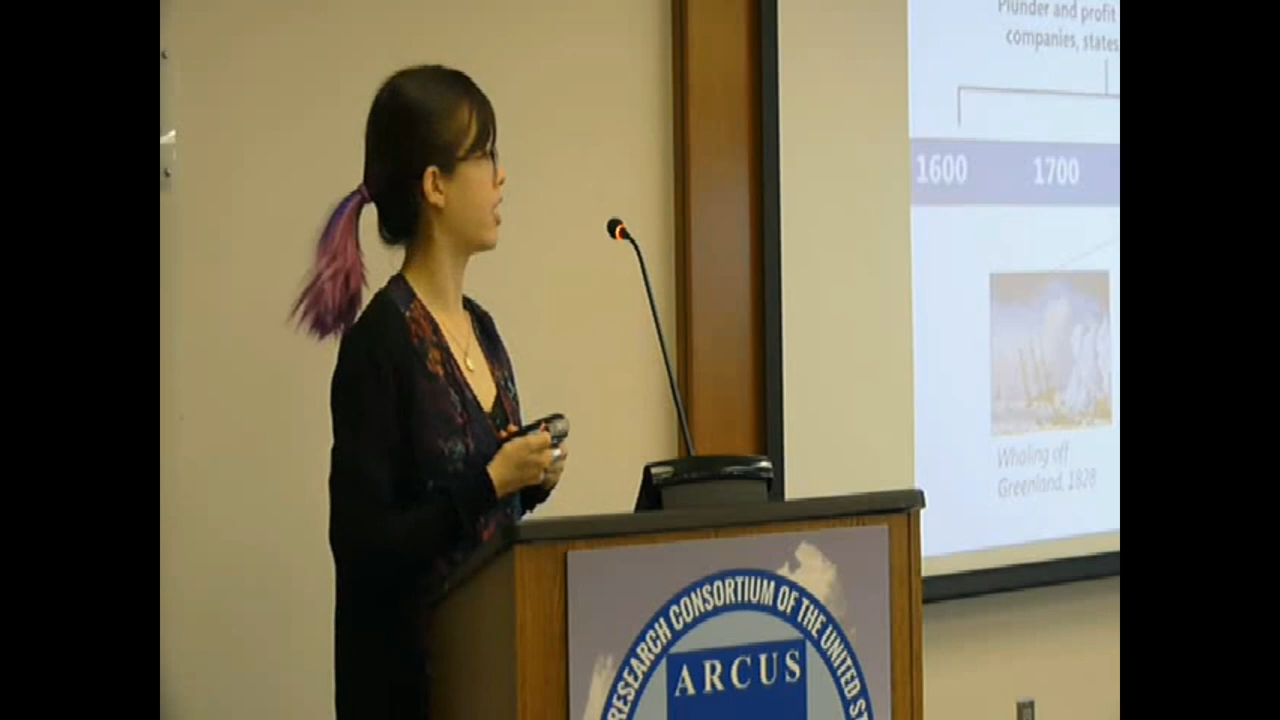 Plunder and profit
companies, states
1600 1700
Whaling off
Greenland, 1828
RESEARCH CONSORTIUM OF THE UNITED ST
ARCUS